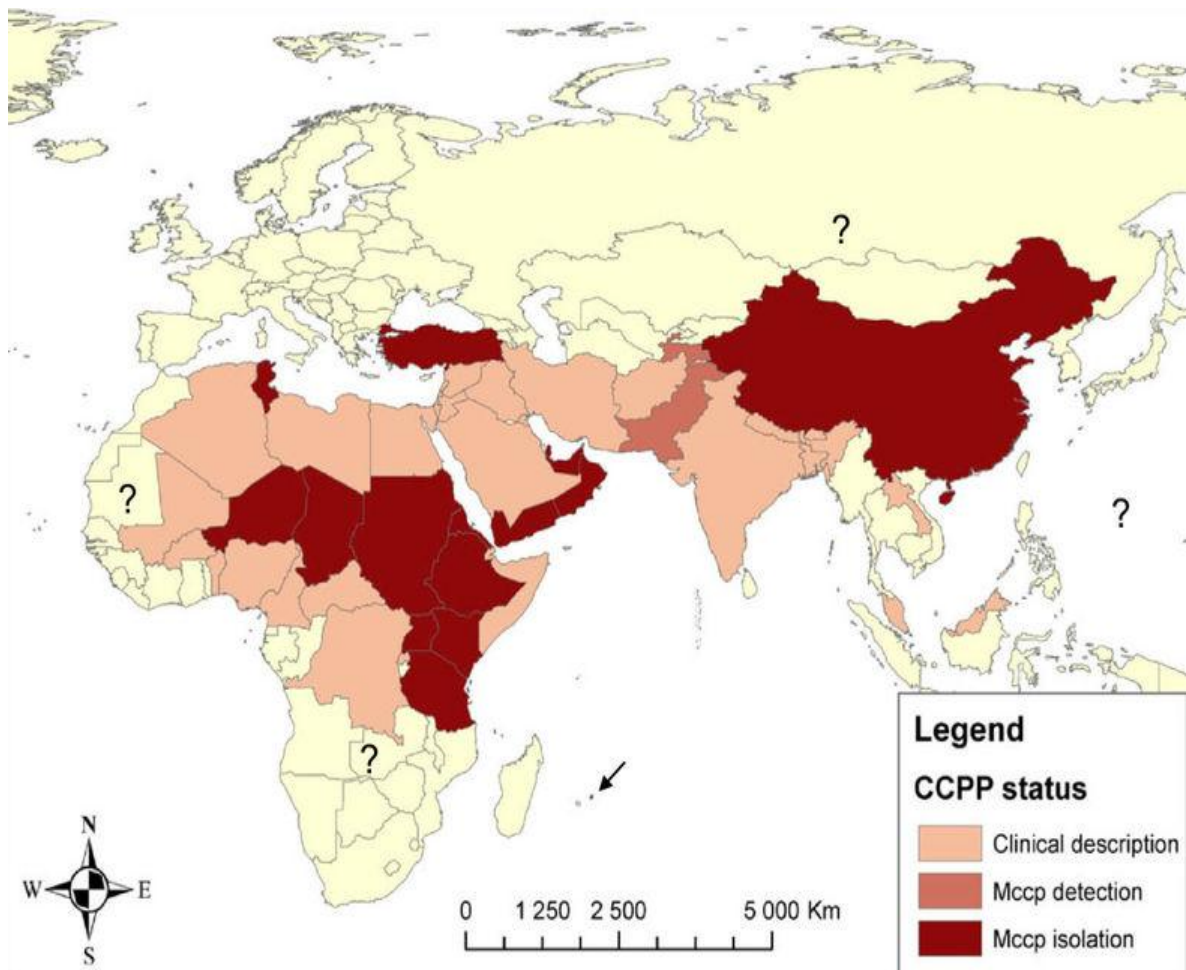 ?
?
?
?
N
W E
S
0 1 250 2 500 5 000 Km
Legend
CCPP status
Clinical description
Mccp detection
Mccp isolation